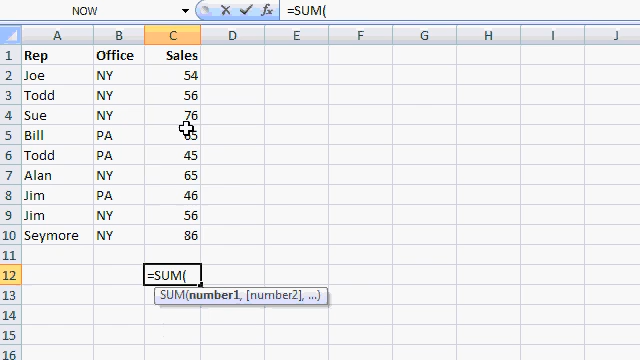 NOW fx =SUM(
A B C D E F G H I J
1 Rep Office Sales
2 Joe NY 54
3 Todd NY 56
4 Sue NY 76
5 Bill PA
6 Todd PA 45
7 Alan NY 65
8 Jim PA 46
9 Jim NY 56
10 Seymore NY 86
11
12 =SUM(
13 SUM(number1, [number2], ...)
14
15
16